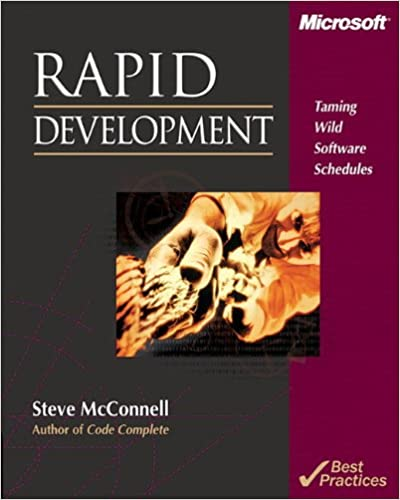 Microsoft®
RAPID
DEVELOPMENT
Taming
Wild
Software
Schedules
Steve McConnell
Author of Code Complete
Best
Practices